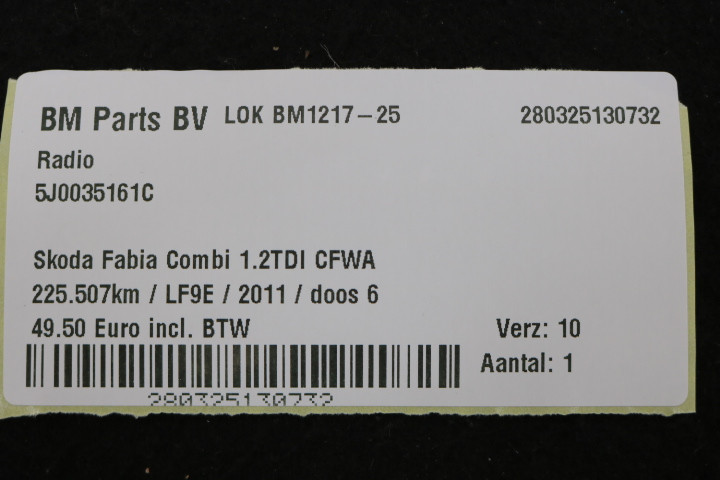 BM Parts BV LOK BM1217-25 280325130732
Radio
5J0035161C
Skoda Fabia Combi 1.2TDI CFWA
225.507km / LF9E / 2011 / doos 6
49.50 Euro incl. BTW Verz: 10
Aantal: 1
280325130732